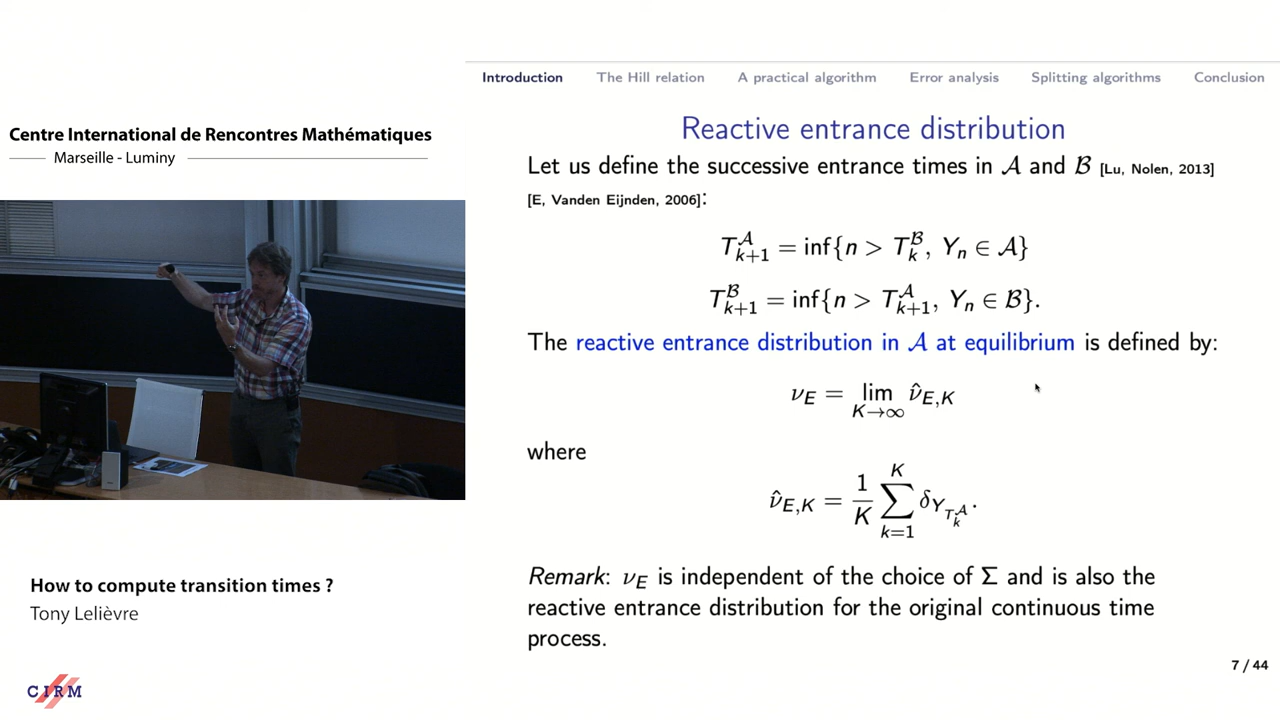 Introduction The Hill relation A practical algorithm Error analysis Splitting algorithms Conclusion
Centre International de Rencontres Mathématiques
Marseille - Luminy
Reactive entrance distribution
Let us define the successive entrance times in 𝒜 and ℬ [Lu, Nolen, 2013]
[E, Vanden Eijnden, 2006]:
T^𝒜_{k+1} = inf{n > T^ℬ_k, Y_n ∈ 𝒜}
T^ℬ_{k+1} = inf{n > T^𝒜_{k+1}, Y_n ∈ ℬ}.
The reactive entrance distribution in 𝒜 at equilibrium is defined by:
ν_E = lim_{K→∞} ν̂_{E,K}
where
ν̂_{E,K} = 1/K ∑_{k=1}^{K} δ_{Y_{T^𝒜_k}}.
Remark: ν_E is independent of the choice of Σ and is also the
reactive entrance distribution for the original continuous time
process.
7 / 44
How to compute transition times ?
Tony Lelièvre
CIRM